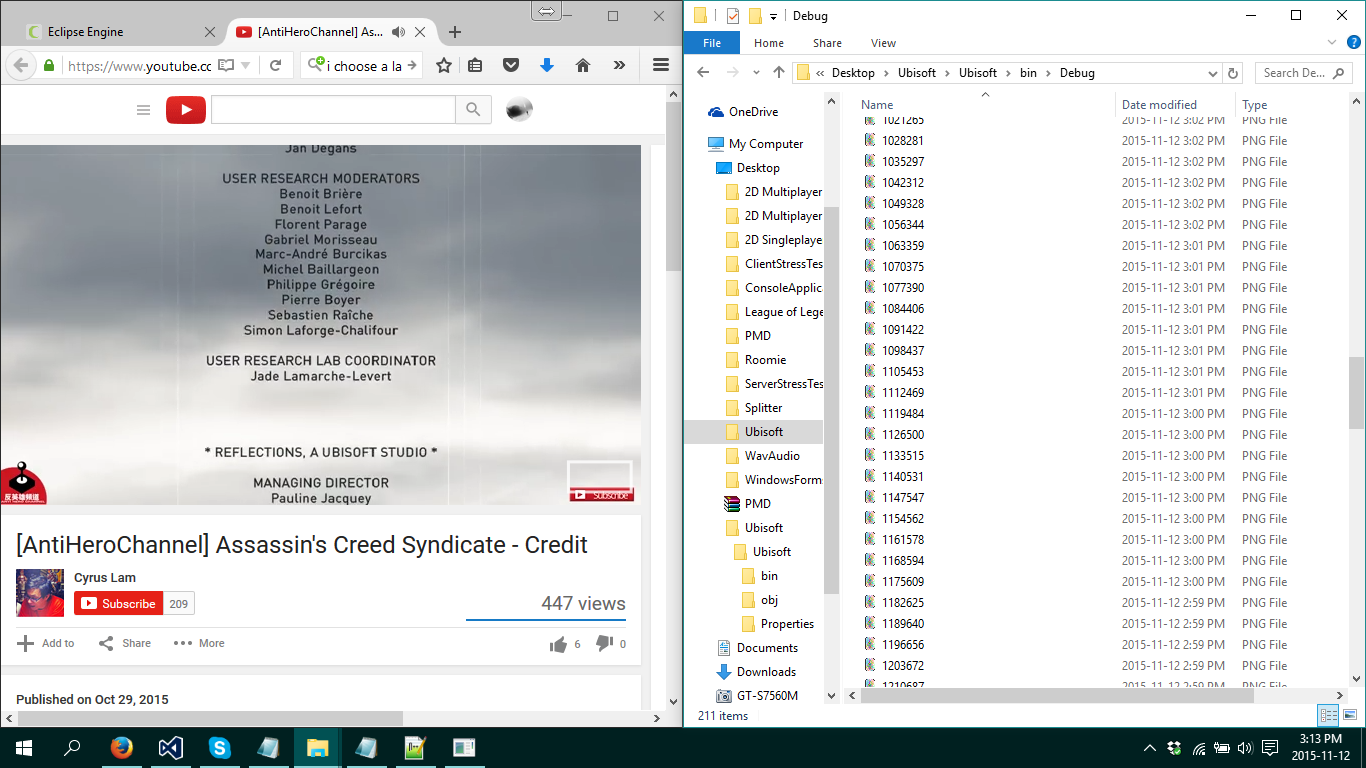 Eclipse Engine
[AntiHeroChannel] As...
https://www.youtube.co
i choose a la
Jan Degans
USER RESEARCH MODERATORS
Benoit Brière
Benoit Lefort
Florent Parage
Gabriel Morisseau
Marc-André Burcikas
Michel Baillargeon
Philippe Grégoire
Pierre Boyer
Sebastien Raîche
Simon Laforge-Chalifour
USER RESEARCH LAB COORDINATOR
Jade Lamarche-Levert
* REFLECTIONS, A UBISOFT STUDIO *
MANAGING DIRECTOR
Pauline Jacquey
反英雄頻道
Subscribe
[AntiHeroChannel] Assassin's Creed Syndicate - Credit
Cyrus Lam
Subscribe 209
447 views
Add to Share More
6 0
Published on Oct 29, 2015
Debug
File Home Share View
« Desktop Ubisoft Ubisoft bin Debug
Search De...
OneDrive
My Computer
Desktop
2D Multiplayer
2D Multiplayer
2D Singleplaye
ClientStressTes
ConsoleApplic
League of Lege
PMD
Roomie
ServerStressTes
Splitter
Ubisoft
WavAudio
WindowsForm
PMD
Ubisoft
Ubisoft
bin
obj
Properties
Documents
Downloads
GT-S7560M
Name Date modified Type
1021265 2015-11-12 3:02 PM PNG File
1028281 2015-11-12 3:02 PM PNG File
1035297 2015-11-12 3:02 PM PNG File
1042312 2015-11-12 3:02 PM PNG File
1049328 2015-11-12 3:02 PM PNG File
1056344 2015-11-12 3:02 PM PNG File
1063359 2015-11-12 3:01 PM PNG File
1070375 2015-11-12 3:01 PM PNG File
1077390 2015-11-12 3:01 PM PNG File
1084406 2015-11-12 3:01 PM PNG File
1091422 2015-11-12 3:01 PM PNG File
1098437 2015-11-12 3:01 PM PNG File
1105453 2015-11-12 3:01 PM PNG File
1112469 2015-11-12 3:01 PM PNG File
1119484 2015-11-12 3:00 PM PNG File
1126500 2015-11-12 3:00 PM PNG File
1133515 2015-11-12 3:00 PM PNG File
1140531 2015-11-12 3:00 PM PNG File
1147547 2015-11-12 3:00 PM PNG File
1154562 2015-11-12 3:00 PM PNG File
1161578 2015-11-12 3:00 PM PNG File
1168594 2015-11-12 3:00 PM PNG File
1175609 2015-11-12 3:00 PM PNG File
1182625 2015-11-12 2:59 PM PNG File
1189640 2015-11-12 2:59 PM PNG File
1196656 2015-11-12 2:59 PM PNG File
1203672 2015-11-12 2:59 PM PNG File
1210687 2015-11-12 2:59 PM PNG File
211 items
3:13 PM
2015-11-12